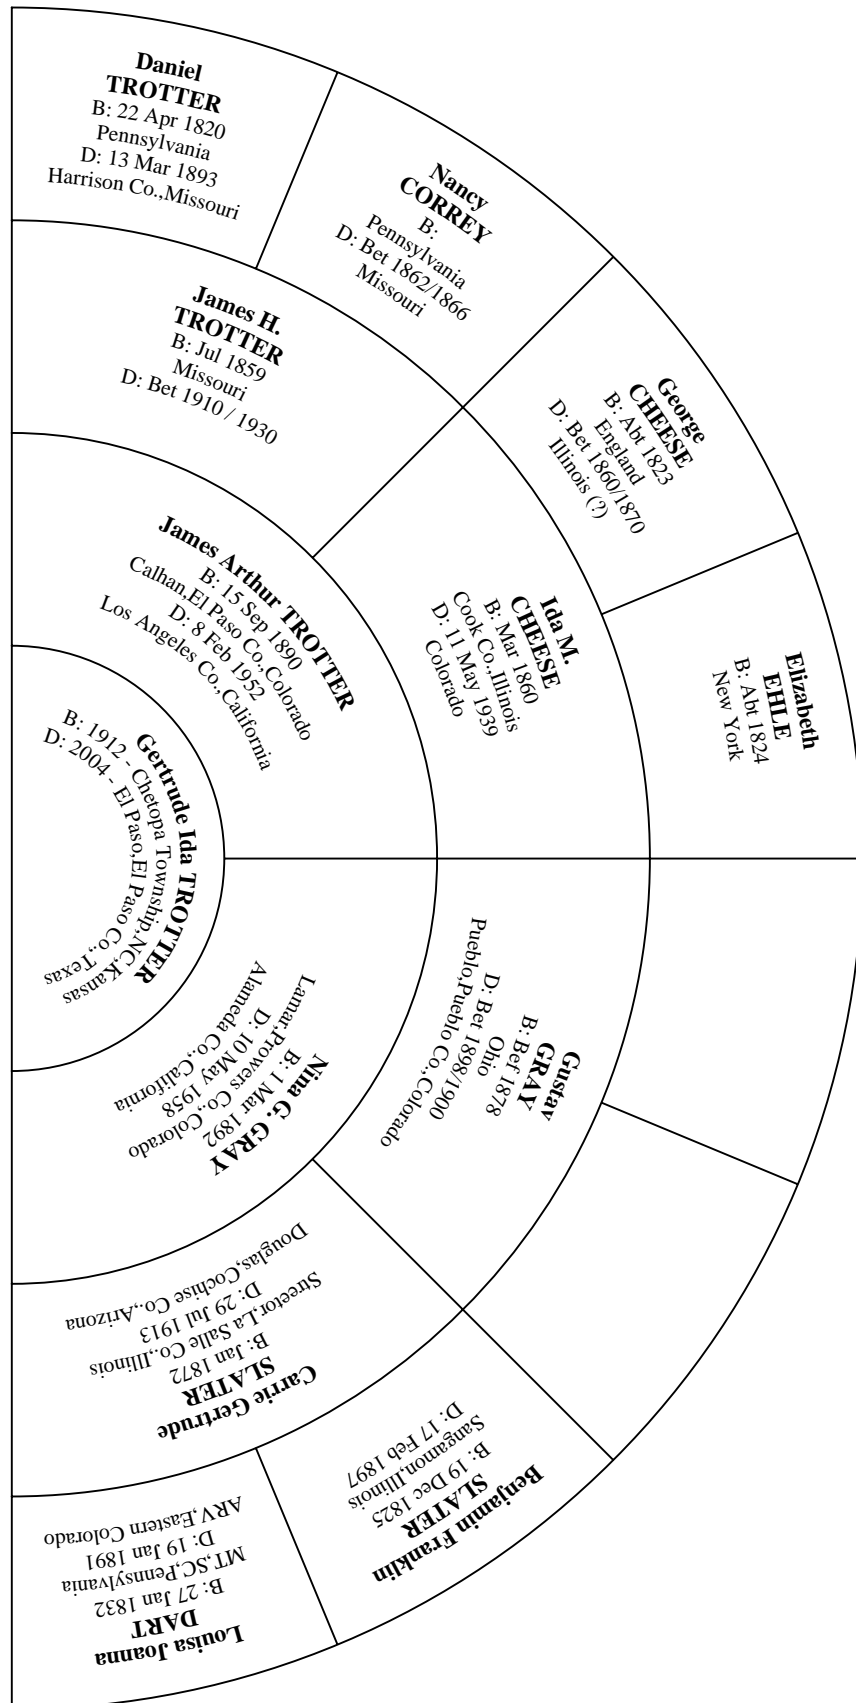 Daniel
TROTTER
B: 22 Apr 1820
Pennsylvania
D: 13 Mar 1893
Harrison Co.,Missouri
Nancy
CORREY
B:
Pennsylvania
D: Bet 1862/1866
Missouri
James H.
TROTTER
B: Jul 1859
Missouri
D: Bet 1910 / 1930
George
CHEESE
B: Abt 1823
England
D: Bet 1860/1870
Illinois (?)
James Arthur TROTTER
B: 15 Sep 1890
Calhan,El Paso Co.,Colorado
D: 8 Feb 1952
Los Angeles Co.,California
Ida M.
CHEESE
B: Mar 1860
Cook Co.,Illinois
D: 11 May 1939
Colorado
Elizabeth
EHLE
B: Abt 1824
New York
Gertrude Ida TROTTER
B: 1912 - Chetopa Township,NC,Kansas
D: 2004 - El Paso,El Paso Co.,Texas
Gustav
GRAY
B: Bef 1878
Ohio
D: Bet 1898/1900
Pueblo,Pueblo Co.,Colorado
Nina G. GRAY
B: 1 Mar 1892
Lamar,Prowers Co.,Colorado
D: 10 May 1958
Alameda Co.,California
Carrie Gertrude
SLATER
B: Jan 1872
Streetor,La Salle Co.,Illinois
D: 29 Jul 1913
Douglas,Cochise Co.,Arizona
Benjamin Franklin
SLATER
B: 19 Dec 1825
Sangamon,Illinois
D: 17 Feb 1897
Louisa Joanna
DART
B: 27 Jan 1832
MT,SC,Pennsylvania
D: 19 Jan 1891
ARV,Eastern Colorado